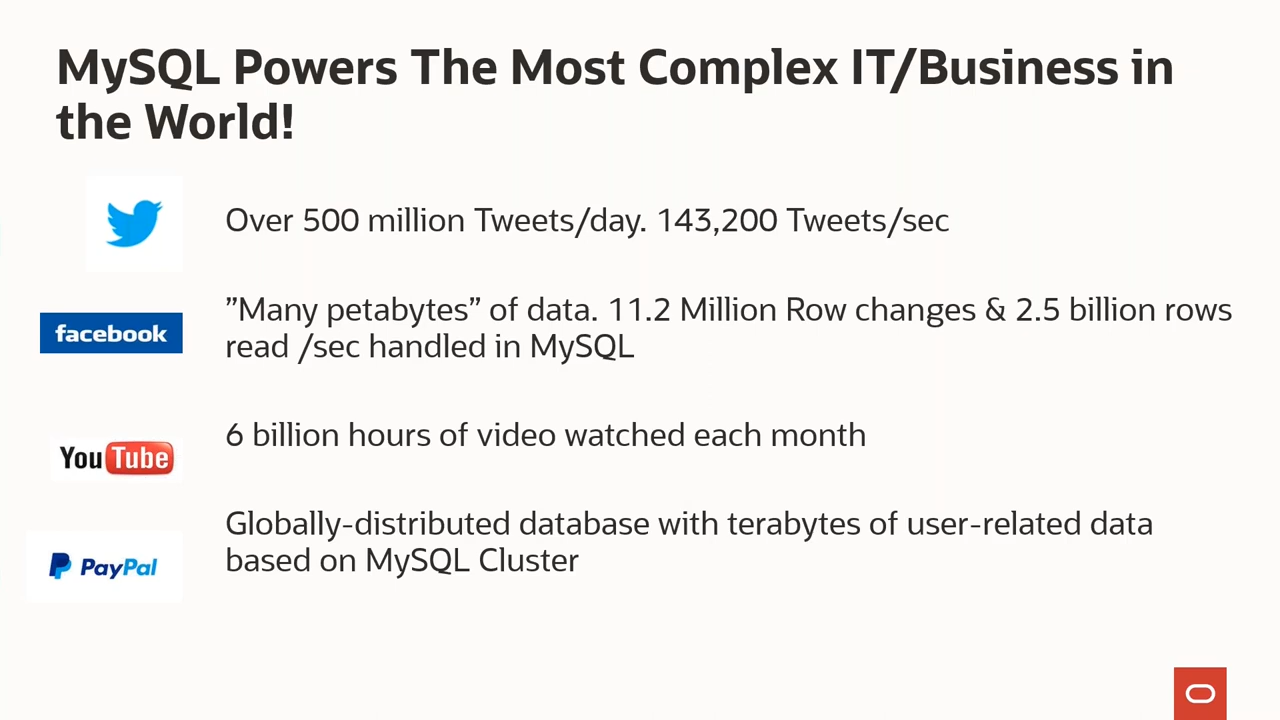 MySQL Powers The Most Complex IT/Business in
the World!
Over 500 million Tweets/day. 143,200 Tweets/sec
facebook
”Many petabytes” of data. 11.2 Million Row changes & 2.5 billion rows
read /sec handled in MySQL
YouTube
6 billion hours of video watched each month
PayPal
Globally-distributed database with terabytes of user-related data
based on MySQL Cluster